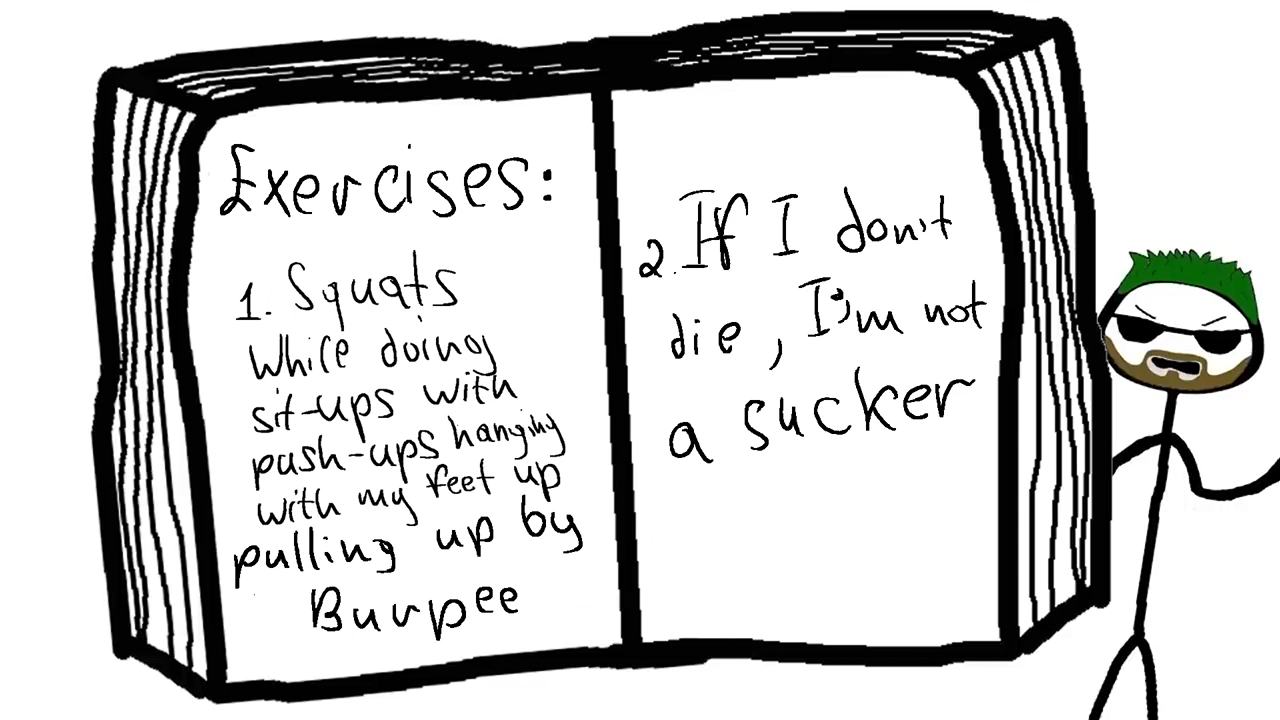 Exercises:
1. Squats
While doing
sit-ups with
push-ups hanging
with my feet up
pulling up by
Burpee
2. If I don't
die, I'm not
a sucker